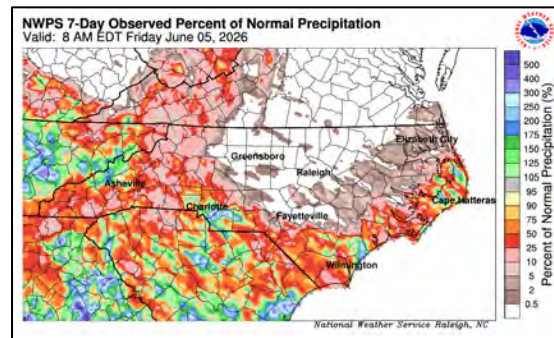 NWPS 7-Day Observed Percent of Normal Precipitation
Valid: 8 AM EDT Friday June 05, 2026
Elizabeth City
Greensboro
Raleigh
Asheville
Cape Hatteras
Charlotte
Fayetteville
Wilmington
National Weather Service Raleigh, NC
500
400
300
250
200
175
150
125
105
95
90
75
50
25
10
5
2
0.5
Percent of Normal Precipitation (%)